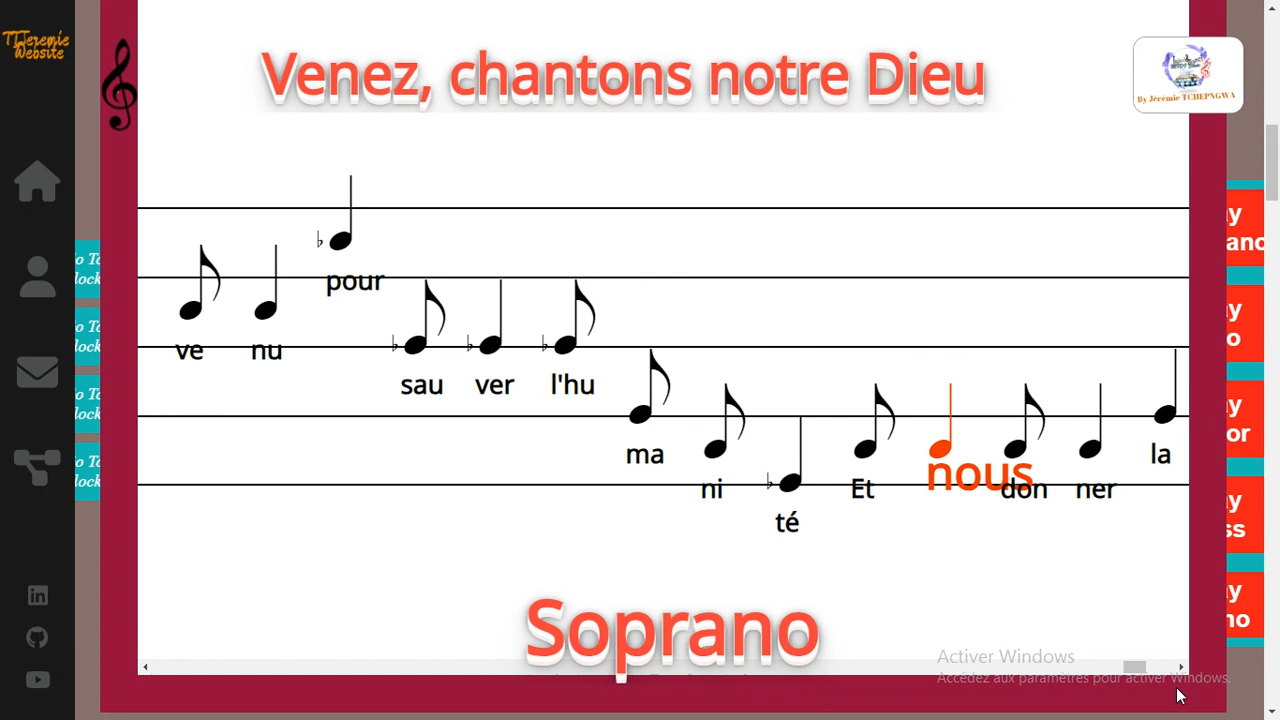 TTJeremie
Website
Venez, chantons notre Dieu
By Jérémie TCHEPNGWA
ve nu pour sau ver l'hu ma ni té Et nous don ner la
Soprano
Activer Windows
Accédez aux paramètres pour activer Windows.